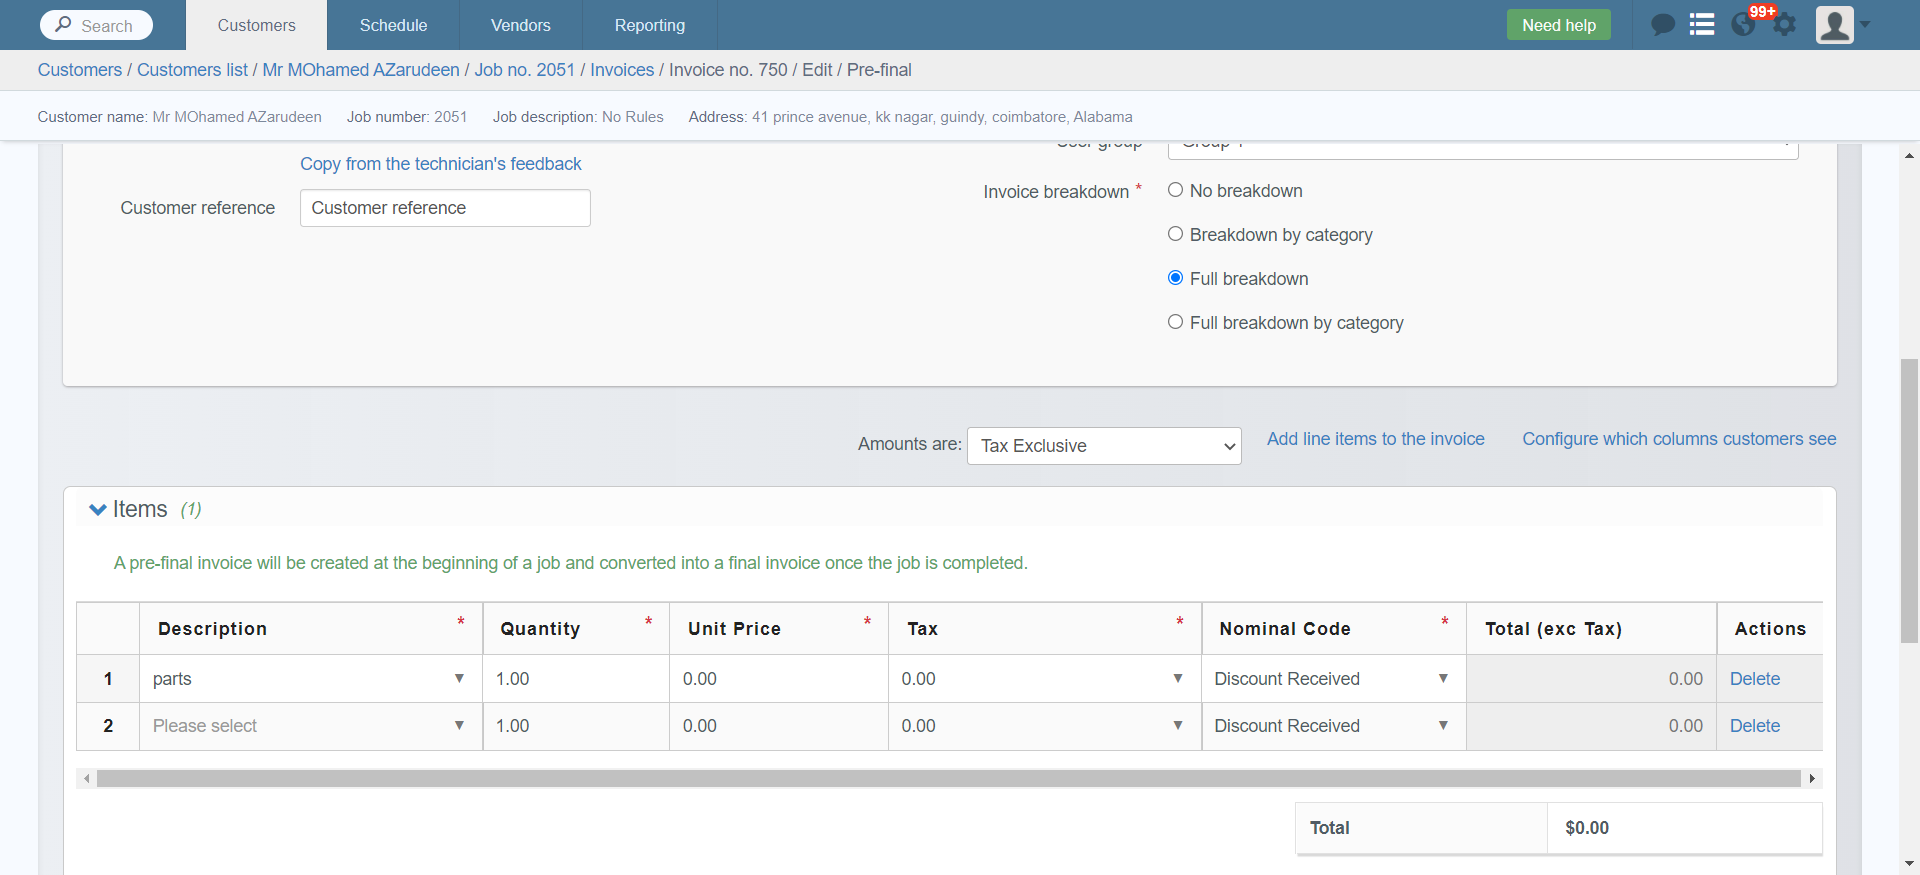 Search Customers Schedule Vendors Reporting Need help 99+
Customers / Customers list / Mr MOhamed AZarudeen / Job no. 2051 / Invoices / Invoice no. 750 / Edit / Pre-final
Customer name: Mr MOhamed AZarudeen Job number: 2051 Job description: No Rules Address: 41 prince avenue, kk nagar, guindy, coimbatore, Alabama
User group Group 1
Copy from the technician's feedback
Invoice breakdown * No breakdown
Customer reference Customer reference
Breakdown by category
Full breakdown
Full breakdown by category
Amounts are: Tax Exclusive Add line items to the invoice Configure which columns customers see
Items (1)
A pre-final invoice will be created at the beginning of a job and converted into a final invoice once the job is completed.
Description * Quantity * Unit Price * Tax * Nominal Code * Total (exc Tax) Actions
1 parts 1.00 0.00 0.00 Discount Received 0.00 Delete
2 Please select 1.00 0.00 0.00 Discount Received 0.00 Delete
Total $0.00